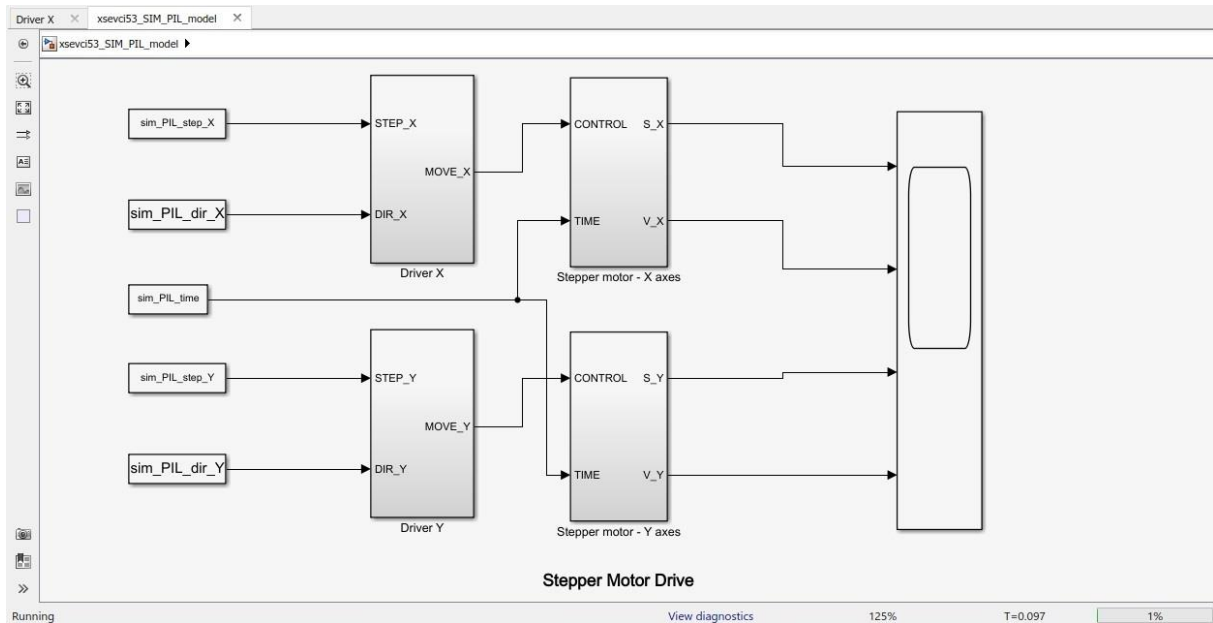 Driver X
xsevci53_SIM_PIL_model
xsevci53_SIM_PIL_model
sim_PIL_step_X
STEP_X
MOVE_X
sim_PIL_dir_X
DIR_X
Driver X
CONTROL S_X
TIME V_X
Stepper motor - X axes
sim_PIL_time
sim_PIL_step_Y
STEP_Y
MOVE_Y
sim_PIL_dir_Y
DIR_Y
Driver Y
CONTROL S_Y
TIME V_Y
Stepper motor - Y axes
Stepper Motor Drive
Running View diagnostics 125% T=0.097 1%